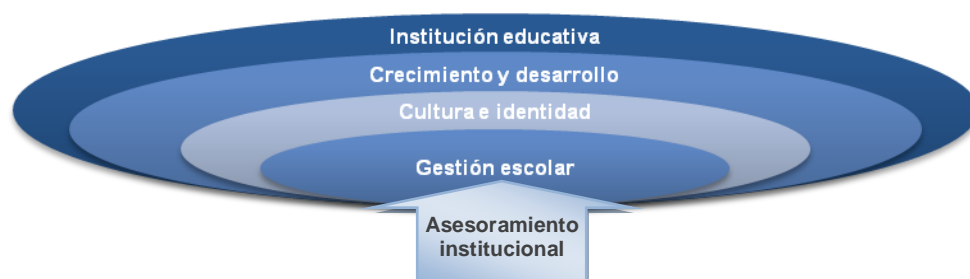 Institución educativa
Crecimiento y desarrollo
Cultura e identidad
Gestión escolar
Asesoramiento
institucional